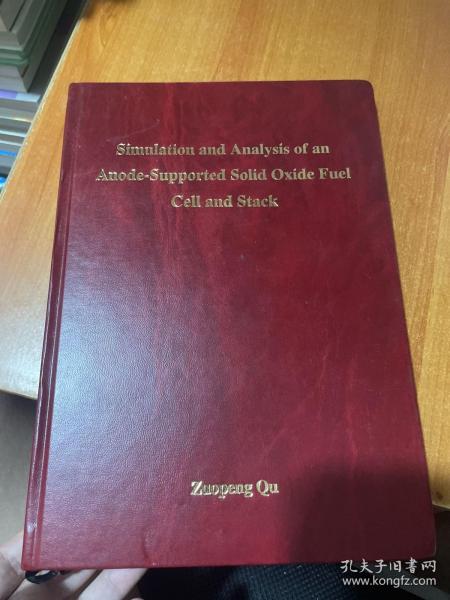 Simulation and Analysis of an
Anode-Supported Solid Oxide Fuel
Cell and Stack
Zuopeng Qu
孔夫子旧书网
www.kongfz.com